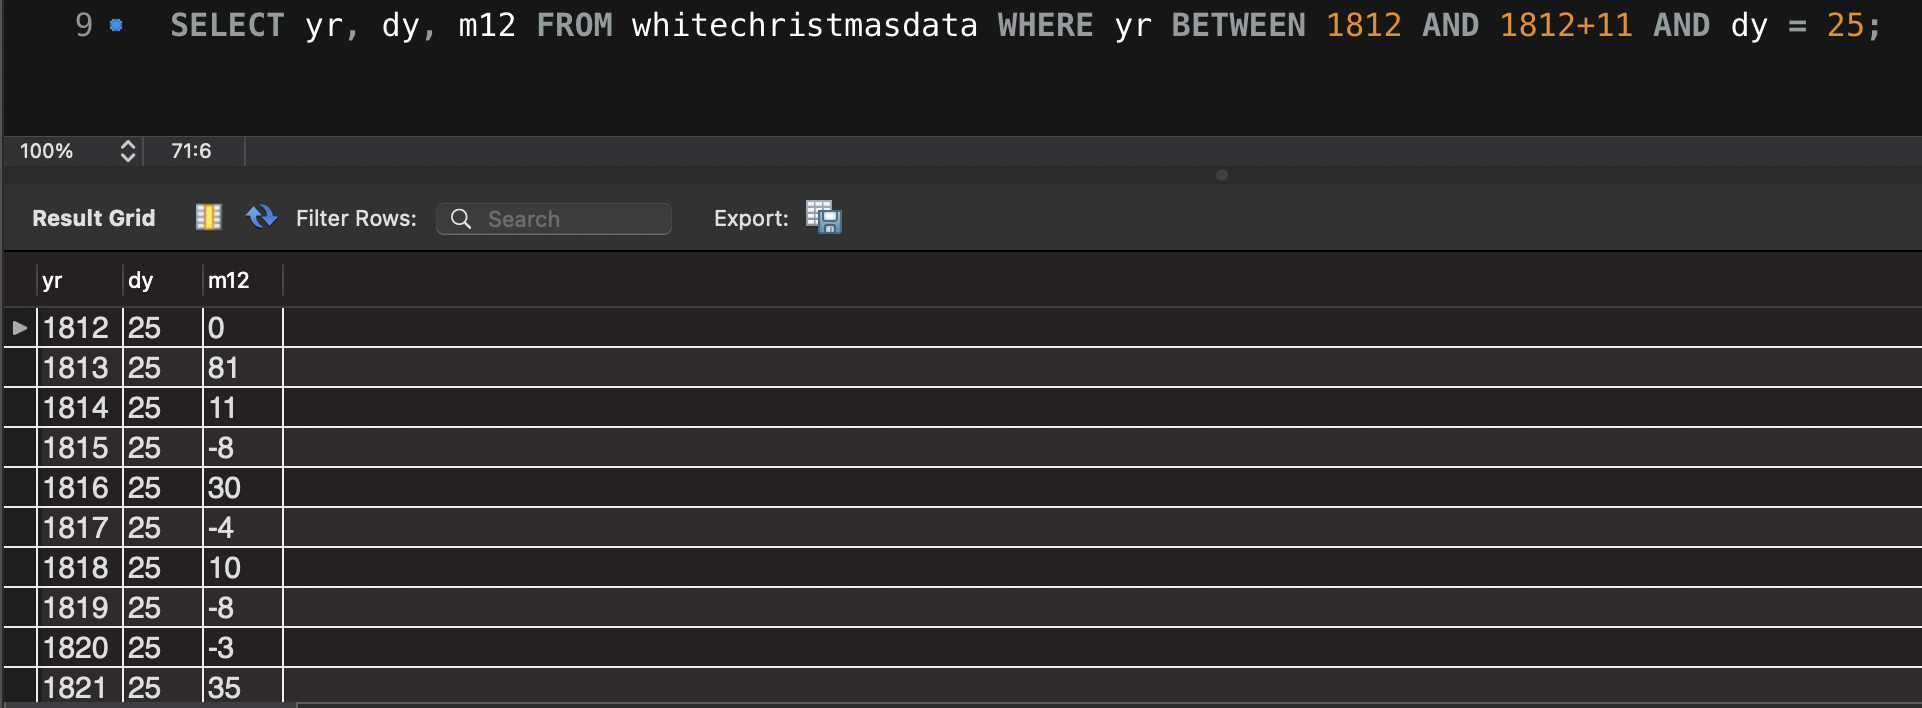 9 SELECT yr, dy, m12 FROM whitechristmasdata WHERE yr BETWEEN 1812 AND 1812+11 AND dy = 25;
100% 71:6
Result Grid Filter Rows: Search Export:
yr dy m12
1812 25 0
1813 25 81
1814 25 11
1815 25 -8
1816 25 30
1817 25 -4
1818 25 10
1819 25 -8
1820 25 -3
1821 25 35